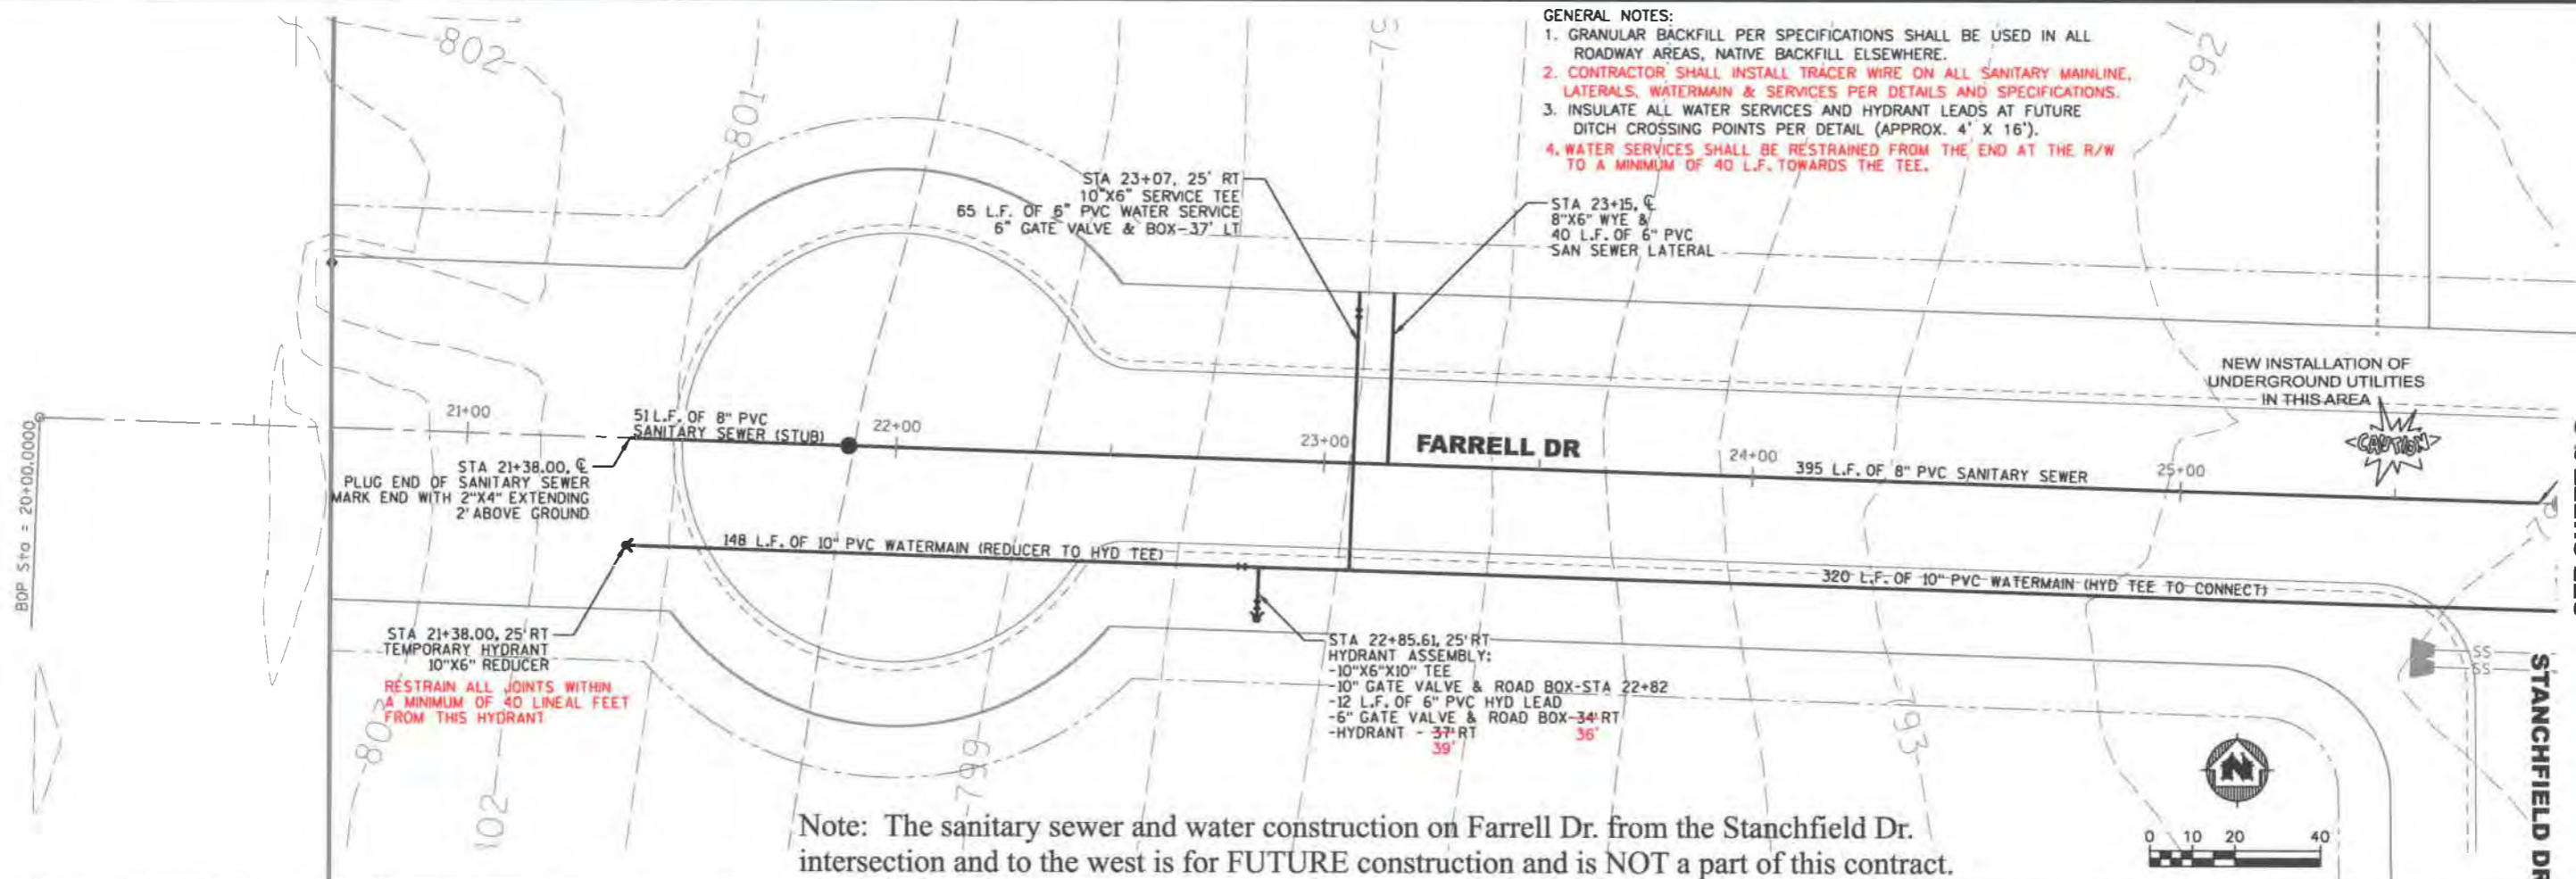 GENERAL NOTES:
1. GRANULAR BACKFILL PER SPECIFICATIONS SHALL BE USED IN ALL
ROADWAY AREAS, NATIVE BACKFILL ELSEWHERE.
2. CONTRACTOR SHALL INSTALL TRACER WIRE ON ALL SANITARY MAINLINE,
LATERALS, WATERMAIN & SERVICES PER DETAILS AND SPECIFICATIONS.
3. INSULATE ALL WATER SERVICES AND HYDRANT LEADS AT FUTURE
DITCH CROSSING POINTS PER DETAIL (APPROX. 4' X 16').
4. WATER SERVICES SHALL BE RESTRAINED FROM THE END AT THE R/W
TO A MINIMUM OF 40 L.F. TOWARDS THE TEE.
802
801
79
792
STA 23+07, 25' RT
10"X6" SERVICE TEE
65 L.F. OF 6" PVC WATER SERVICE
6" GATE VALVE & BOX-37' LT
STA 23+15, ℄
8"X6" WYE &
40 L.F. OF 6" PVC
SAN SEWER LATERAL
NEW INSTALLATION OF
UNDERGROUND UTILITIES
IN THIS AREA
CAUTION
BOP Sta = 20+00.0000
21+00
22+00
23+00
24+00
25+00
FARRELL DR
51 L.F. OF 8" PVC
SANITARY SEWER (STUB)
395 L.F. OF 8" PVC SANITARY SEWER
STA 21+38.00, ℄
PLUG END OF SANITARY SEWER
MARK END WITH 2"X4" EXTENDING
2' ABOVE GROUND
148 L.F. OF 10" PVC WATERMAIN (REDUCER TO HYD TEE)
320 L.F. OF 10" PVC WATERMAIN (HYD TEE TO CONNECT)
STA 21+38.00, 25' RT
TEMPORARY HYDRANT
10"X6" REDUCER
RESTRAIN ALL JOINTS WITHIN
A MINIMUM OF 40 LINEAL FEET
FROM THIS HYDRANT
STA 22+85.61, 25' RT
HYDRANT ASSEMBLY:
-10"X6"X10" TEE
-10" GATE VALVE & ROAD BOX-STA 22+82
-12 L.F. OF 6" PVC HYD LEAD
-6" GATE VALVE & ROAD BOX-34' RT
36'
-HYDRANT - 37' RT
39'
SS
SS
STANCHFIELD DR
80
799
793
N
0 10 20 40
Note: The sanitary sewer and water construction on Farrell Dr. from the Stanchfield Dr.
intersection and to the west is for FUTURE construction and is NOT a part of this contract.